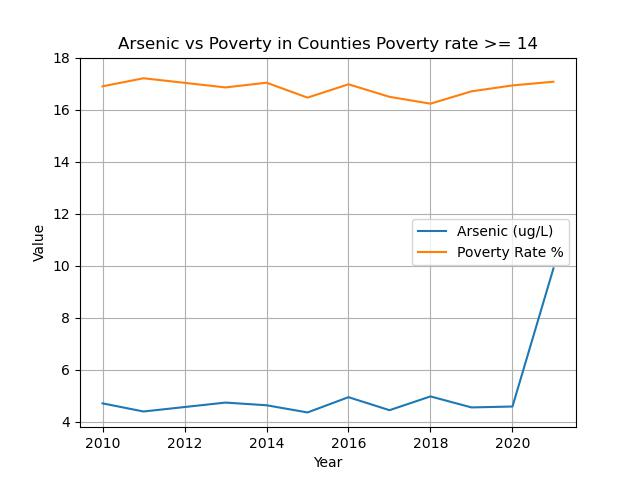 Arsenic vs Poverty in Counties Poverty rate >= 14
18
16
14
12
10
8
6
4
Value
Arsenic (ug/L)
Poverty Rate %
2010 2012 2014 2016 2018 2020
Year